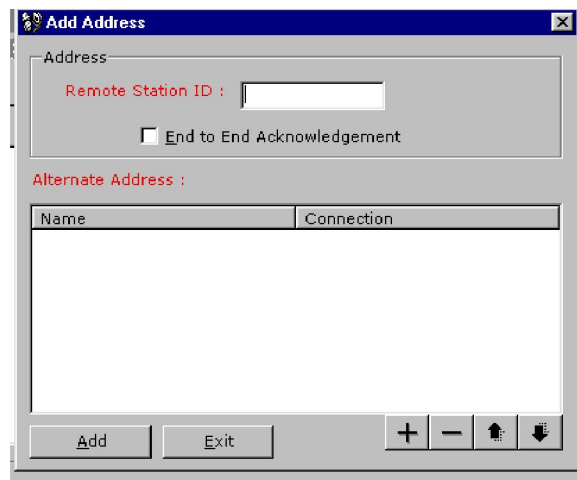 Add Address
Address
Remote Station ID :
End to End Acknowledgement
Alternate Address :
Name Connection
Add Exit